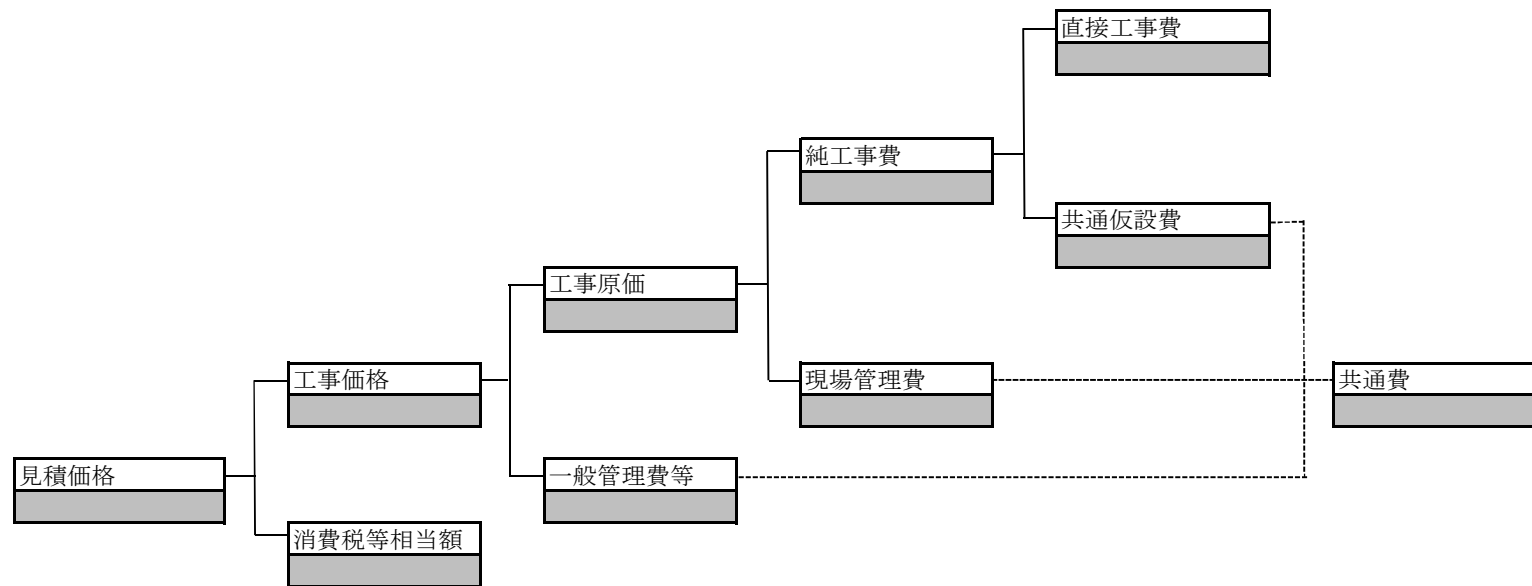 直接工事費
純工事費
共通仮設費
工事原価
工事価格
現場管理費
共通費
見積価格
一般管理費等
消費税等相当額